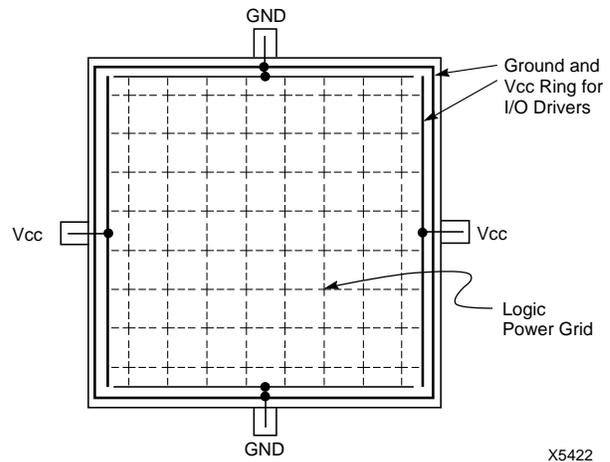 GND
Ground and
Vcc Ring for
I/O Drivers
Vcc
Vcc
Logic
Power Grid
GND
X5422